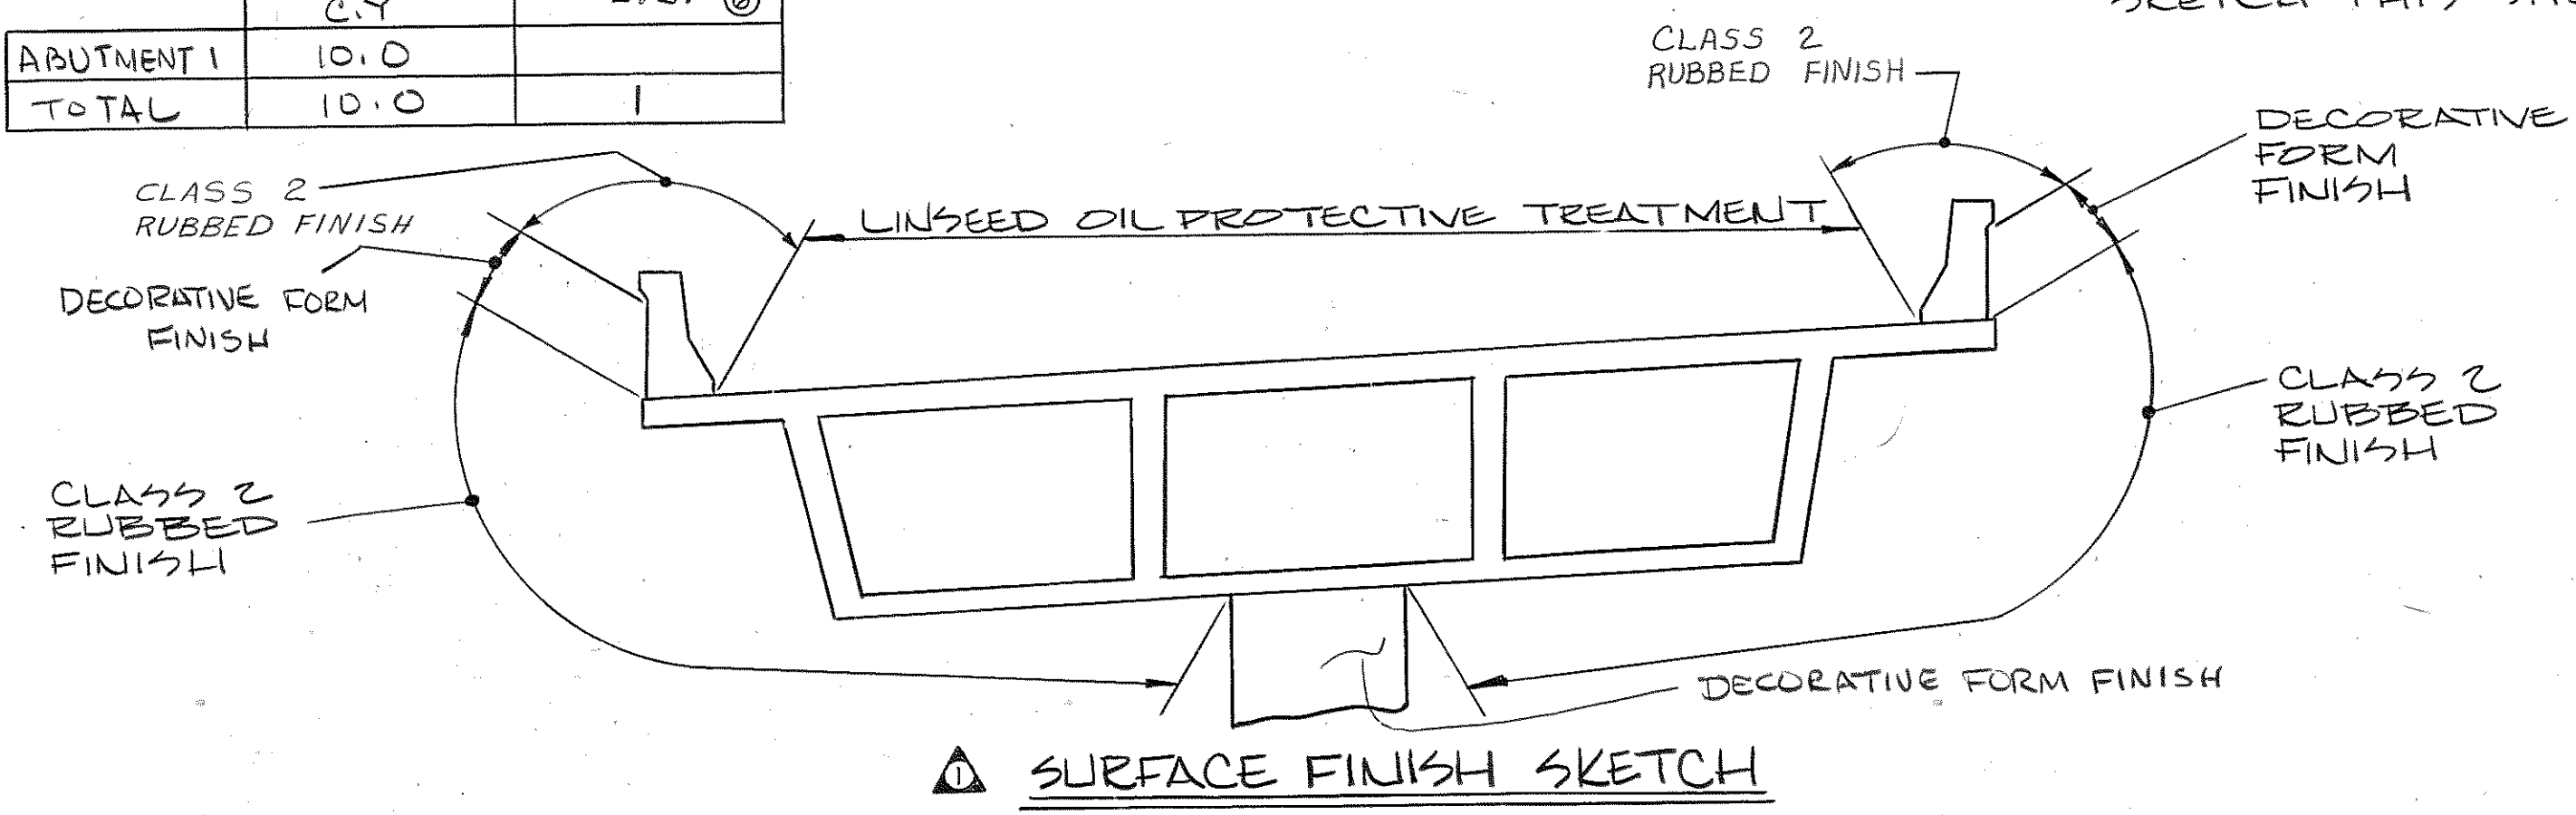 C.Y
ABUTMENT 1 10.0
TOTAL 10.0 1
CLASS 2
RUBBED FINISH
DECORATIVE FORM
FINISH
CLASS 2
RUBBED
FINISH
LINSEED OIL PROTECTIVE TREATMENT
CLASS 2
RUBBED FINISH
DECORATIVE
FORM
FINISH
CLASS 2
RUBBED
FINISH
DECORATIVE FORM FINISH
1 SURFACE FINISH SKETCH